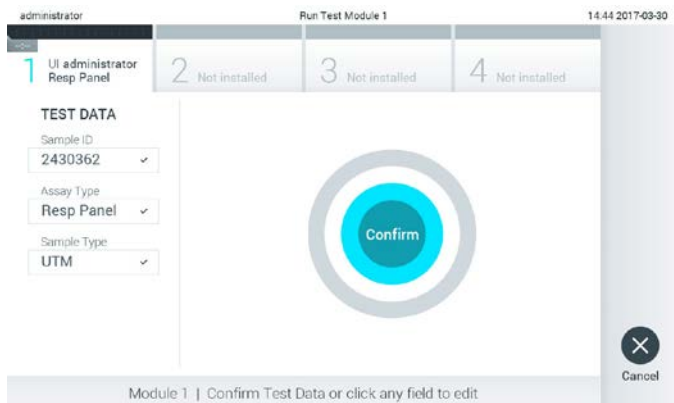 administrator Run Test Module 1 14:44 2017-03-30
1 UI administrator 2 Not installed 3 Not installed 4 Not installed
Resp Panel
TEST DATA
Sample ID
2430362
Assay Type
Resp Panel
Sample Type
UTM
Confirm
Cancel
Module 1 | Confirm Test Data or click any field to edit